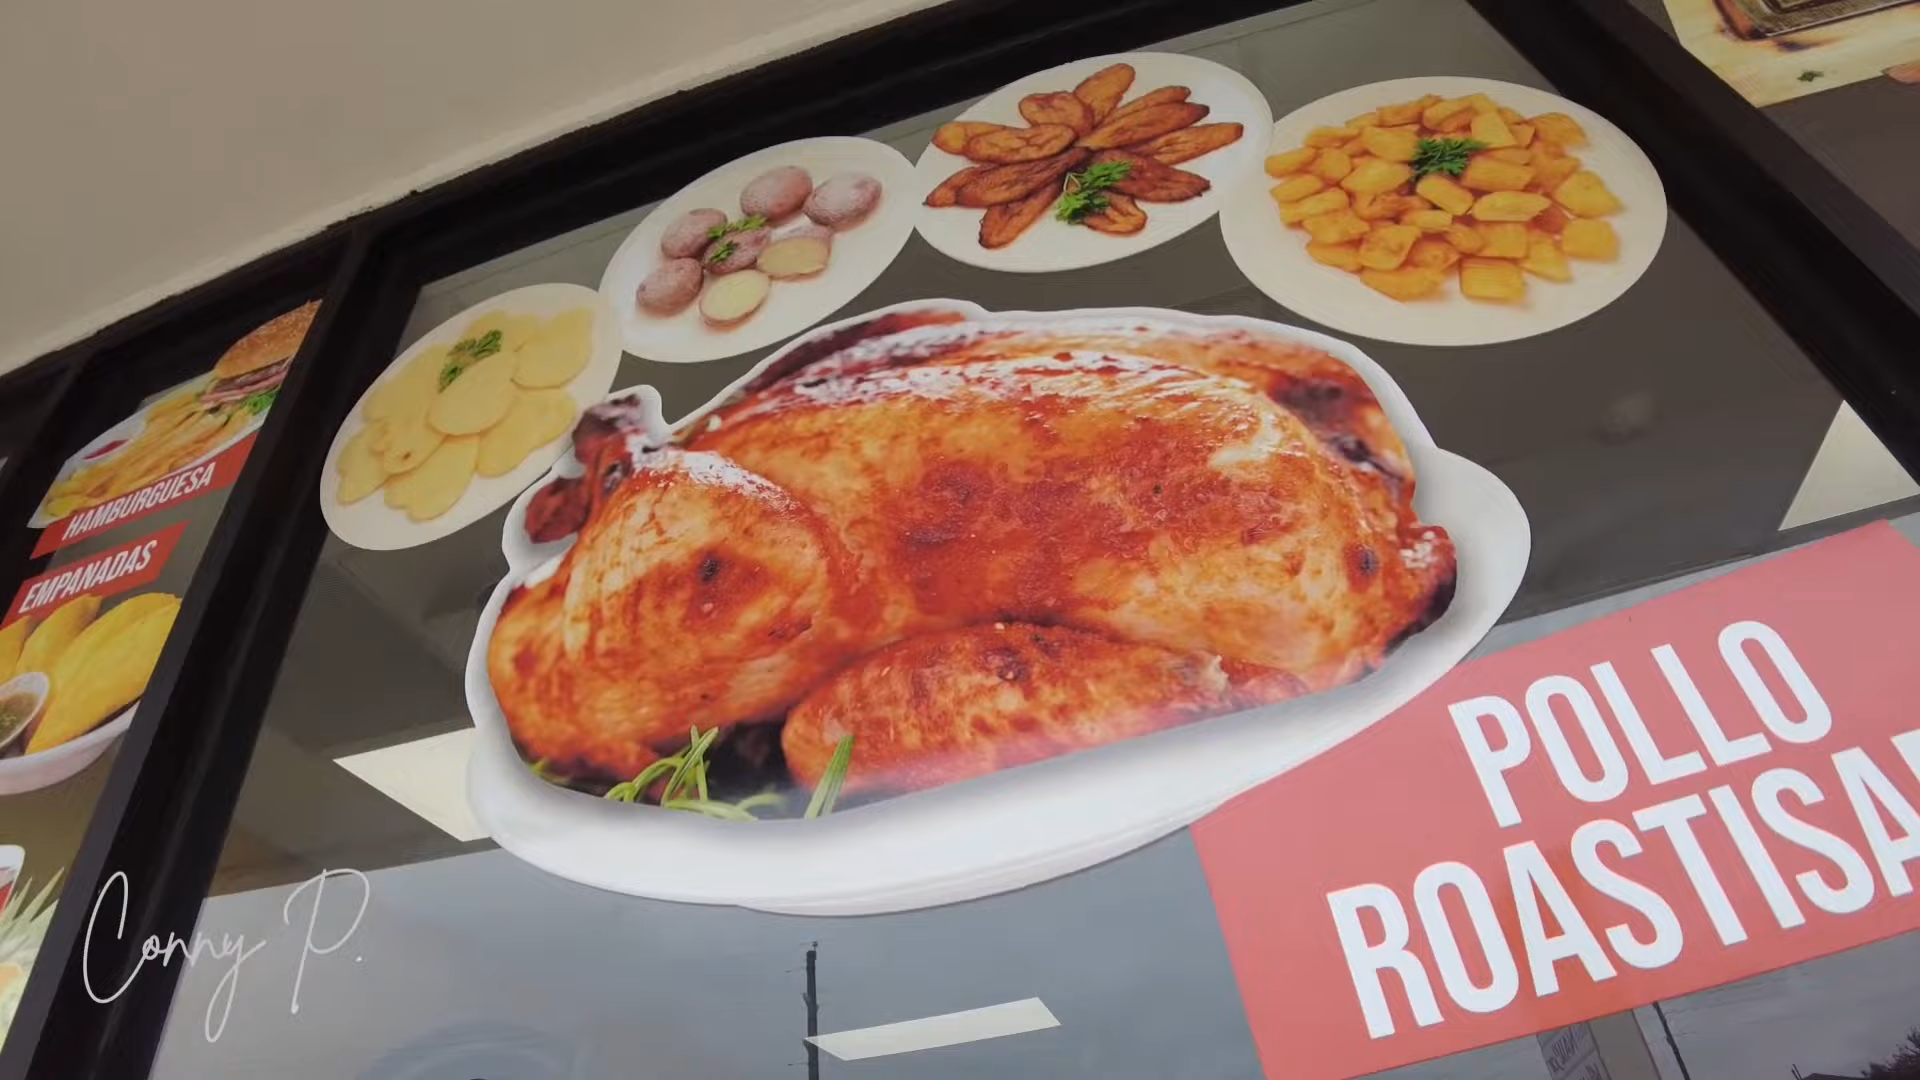 HAMBURGUESA
EMPANADAS
POLLO
ROASTISA
Conny P.